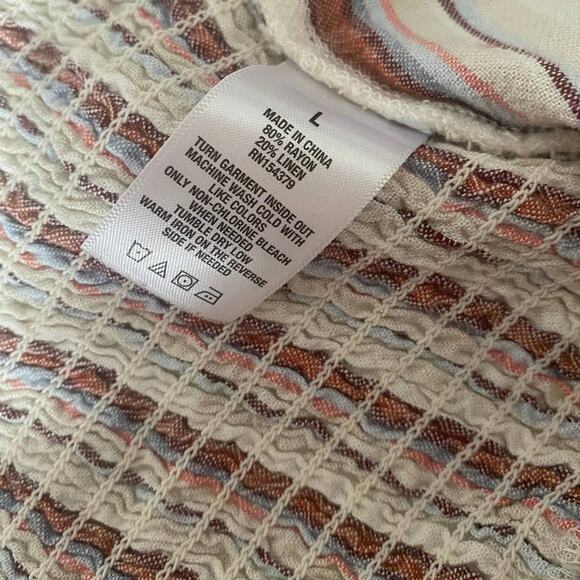 L
MADE IN CHINA
80% RAYON
20% LINEN
RN154379
TURN GARMENT INSIDE OUT
MACHINE WASH COLD WITH
LIKE COLORS
ONLY NON-CHLORINE BLEACH
WHEN NEEDED
TUMBLE DRY LOW
WARM IRON ON THE REVERSE
SIDE IF NEEDED